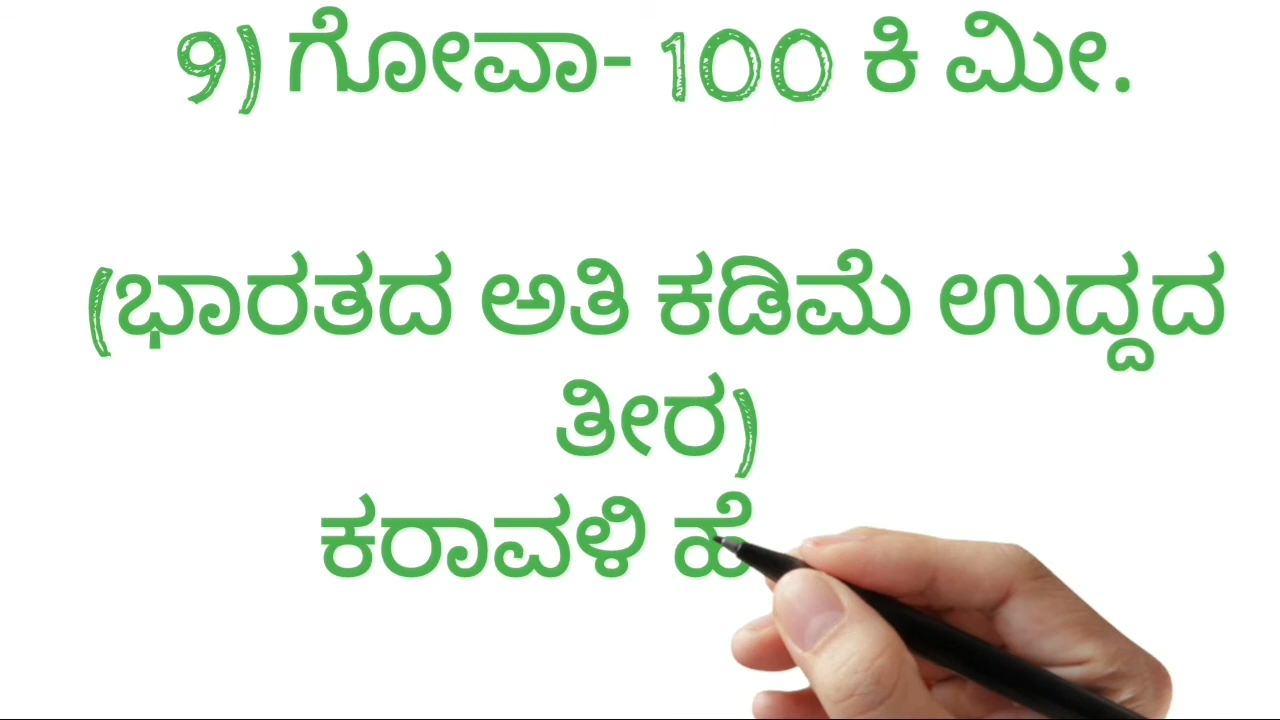 9) ಗೋವಾ- 100 ಕಿ ಮೀ.
(ಭಾರತದ ಅತಿ ಕಡಿಮೆ ಉದ್ದದ
ತೀರ)
ಕರಾವಳಿ ಹೆ